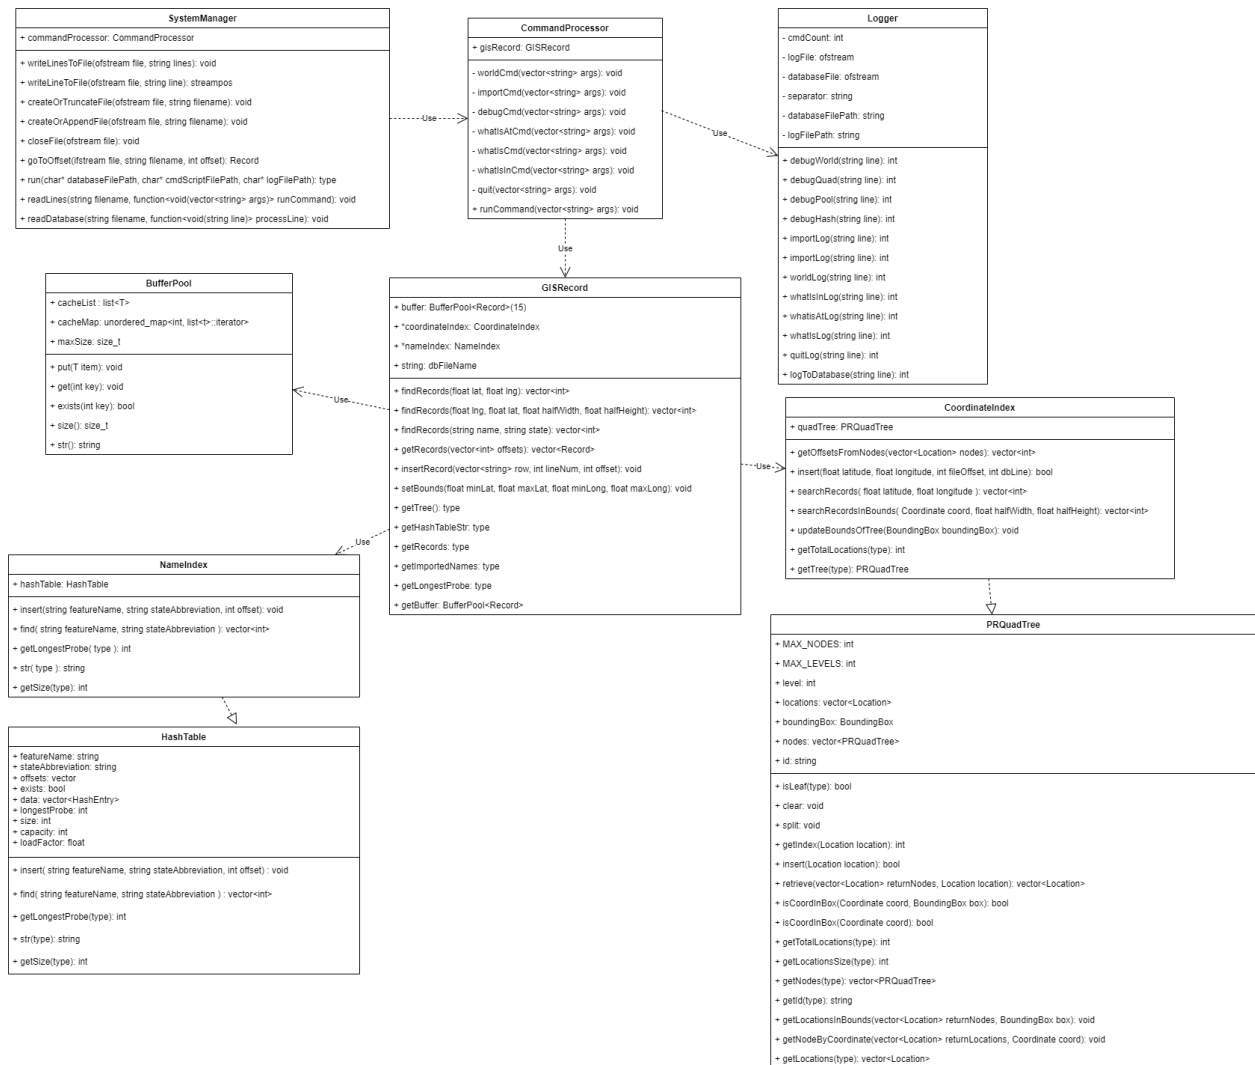 SystemManager
+ commandProcessor: CommandProcessor
+ writeLinesToFile(ofstream file, string lines): void
+ writeLineToFile(ofstream file, string line): streampos
+ createOrTruncateFile(ofstream file, string filename): void
+ createOrAppendFile(ofstream file, string filename): void
+ closeFile(ofstream file): void
+ goToOffset(ifstream file, string filename, int offset): Record
+ run(char* databaseFilePath, char* cmdScriptFilePath, char* logFilePath): type
+ readLines(string filename, function<void(vector<string> args)> runCommand): void
+ readDatabase(string filename, function<void(string line)> processLine): void
Use
CommandProcessor
+ gisRecord: GISRecord
- worldCmd(vector<string> args): void
- importCmd(vector<string> args): void
- debugCmd(vector<string> args): void
- whatIsAtCmd(vector<string> args): void
- whatIsCmd(vector<string> args): void
- whatIsInCmd(vector<string> args): void
- quit(vector<string> args): void
+ runCommand(vector<string> args): void
Use
Use
Logger
- cmdCount: int
- logFile: ofstream
- databaseFile: ofstream
- separator: string
- databaseFilePath: string
- logFilePath: string
+ debugWorld(string line): int
+ debugQuad(string line): int
+ debugPool(string line): int
+ debugHash(string line): int
+ importLog(string line): int
+ importLog(string line): int
+ worldLog(string line): int
+ whatIsInLog(string line): int
+ whatisAtLog(string line): int
+ whatIsLog(string line): int
+ quitLog(string line): int
+ logToDatabase(string line): int
BufferPool
+ cacheList : list<T>
+ cacheMap: unordered_map<int, list<t>::iterator>
+ maxSize: size_t
+ put(T item): void
+ get(int key): void
+ exists(int key): bool
+ size(): size_t
+ str(): string
Use
GISRecord
+ buffer: BufferPool<Record>(15)
+ *coordinateIndex: CoordinateIndex
+ *nameIndex: NameIndex
+ string: dbFileName
+ findRecords(float lat, float lng): vector<int>
+ findRecords(float lng, float lat, float halfWidth, float halfHeight): vector<int>
+ findRecords(string name, string state): vector<int>
+ getRecords(vector<int> offsets): vector<Record>
+ insertRecord(vector<string> row, int lineNum, int offset): void
+ setBounds(float minLat, float maxLat, float minLong, float maxLong): void
+ getTree(): type
+ getHashTableStr: type
+ getRecords: type
+ getImportedNames: type
+ getLongestProbe: type
+ getBuffer: BufferPool<Record>
Use
Use
CoordinateIndex
+ quadTree: PRQuadTree
+ getOffsetsFromNodes(vector<Location> nodes): vector<int>
+ insert(float latitude, float longitude, int fileOffset, int dbLine): bool
+ searchRecords( float latitude, float longitude ): vector<int>
+ searchRecordsInBounds( Coordinate coord, float halfWidth, float halfHeight): vector<int>
+ updateBoundsOfTree(BoundingBox boundingBox): void
+ getTotalLocations(type): int
+ getTree(type): PRQuadTree
NameIndex
+ hashTable: HashTable
+ insert(string featureName, string stateAbbreviation, int offset): void
+ find( string featureName, string stateAbbreviation ): vector<int>
+ getLongestProbe( type ): int
+ str( type ): string
+ getSize(type): int
HashTable
+ featureName: string
+ stateAbbreviation: string
+ offsets: vector
+ exists: bool
+ data: vector<HashEntry>
+ longestProbe: int
+ size: int
+ capacity: int
+ loadFactor: float
+ insert( string featureName, string stateAbbreviation, int offset) : void
+ find( string featureName, string stateAbbreviation ) : vector<int>
+ getLongestProbe(type): int
+ str(type): string
+ getSize(type): int
PRQuadTree
+ MAX_NODES: int
+ MAX_LEVELS: int
+ level: int
+ locations: vector<Location>
+ boundingBox: BoundingBox
+ nodes: vector<PRQuadTree>
+ id: string
+ isLeaf(type): bool
+ clear: void
+ split: void
+ getIndex(Location location): int
+ insert(Location location): bool
+ retrieve(vector<Location> returnNodes, Location location): vector<Location>
+ isCoordInBox(Coordinate coord, BoundingBox box): bool
+ isCoordInBox(Coordinate coord): bool
+ getTotalLocations(type): int
+ getLocationsSize(type): int
+ getNodes(type): vector<PRQuadTree>
+ getId(type): string
+ getLocationsInBounds(vector<Location> returnNodes, BoundingBox box): void
+ getNodeByCoordinate(vector<Location> returnLocations, Coordinate coord): void
+ getLocations(type): vector<Location>